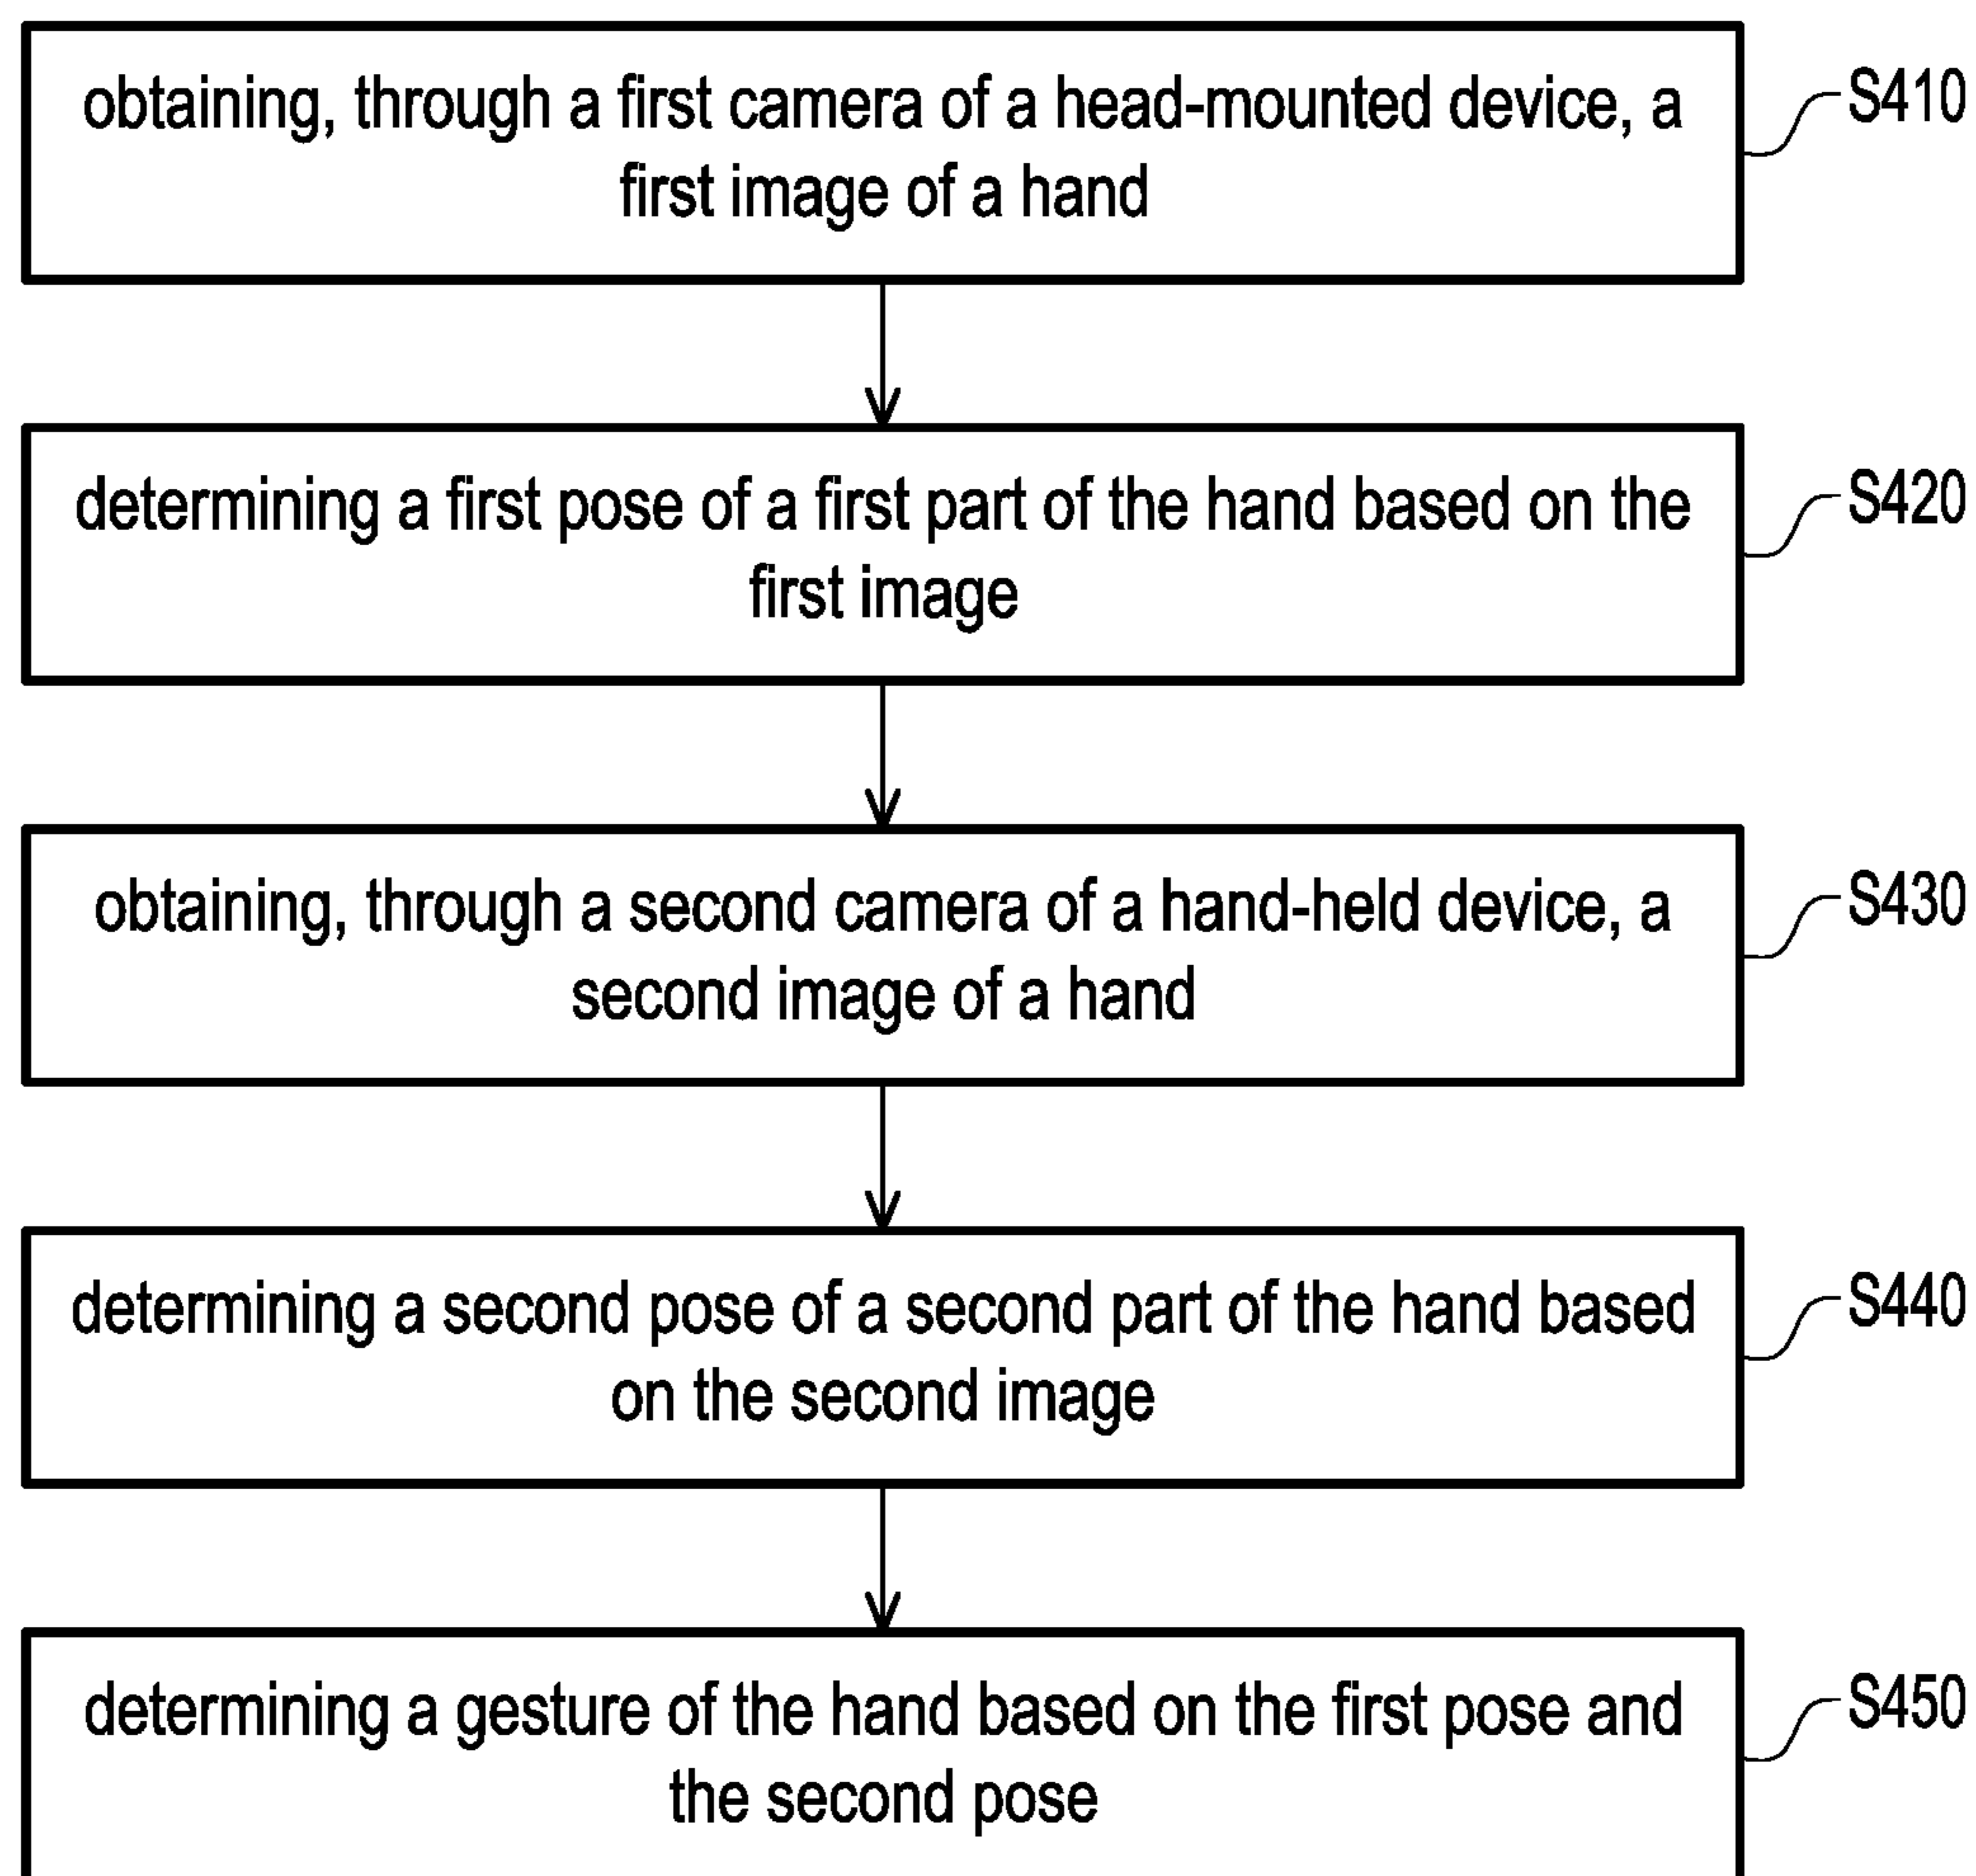 obtaining, through a first camera of a head-mounted device, a
first image of a hand
S410
determining a first pose of a first part of the hand based on the
first image
S420
obtaining, through a second camera of a hand-held device, a
second image of a hand
S430
determining a second pose of a second part of the hand based
on the second image
S440
determining a gesture of the hand based on the first pose and
the second pose
S450